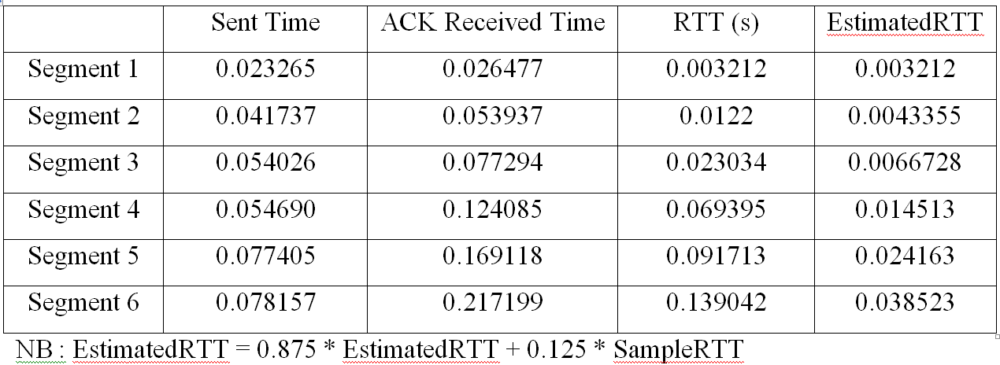 Sent Time ACK Received Time RTT (s) EstimatedRTT
Segment 1 0.023265 0.026477 0.003212 0.003212
Segment 2 0.041737 0.053937 0.0122 0.0043355
Segment 3 0.054026 0.077294 0.023034 0.0066728
Segment 4 0.054690 0.124085 0.069395 0.014513
Segment 5 0.077405 0.169118 0.091713 0.024163
Segment 6 0.078157 0.217199 0.139042 0.038523
NB : EstimatedRTT = 0.875 * EstimatedRTT + 0.125 * SampleRTT